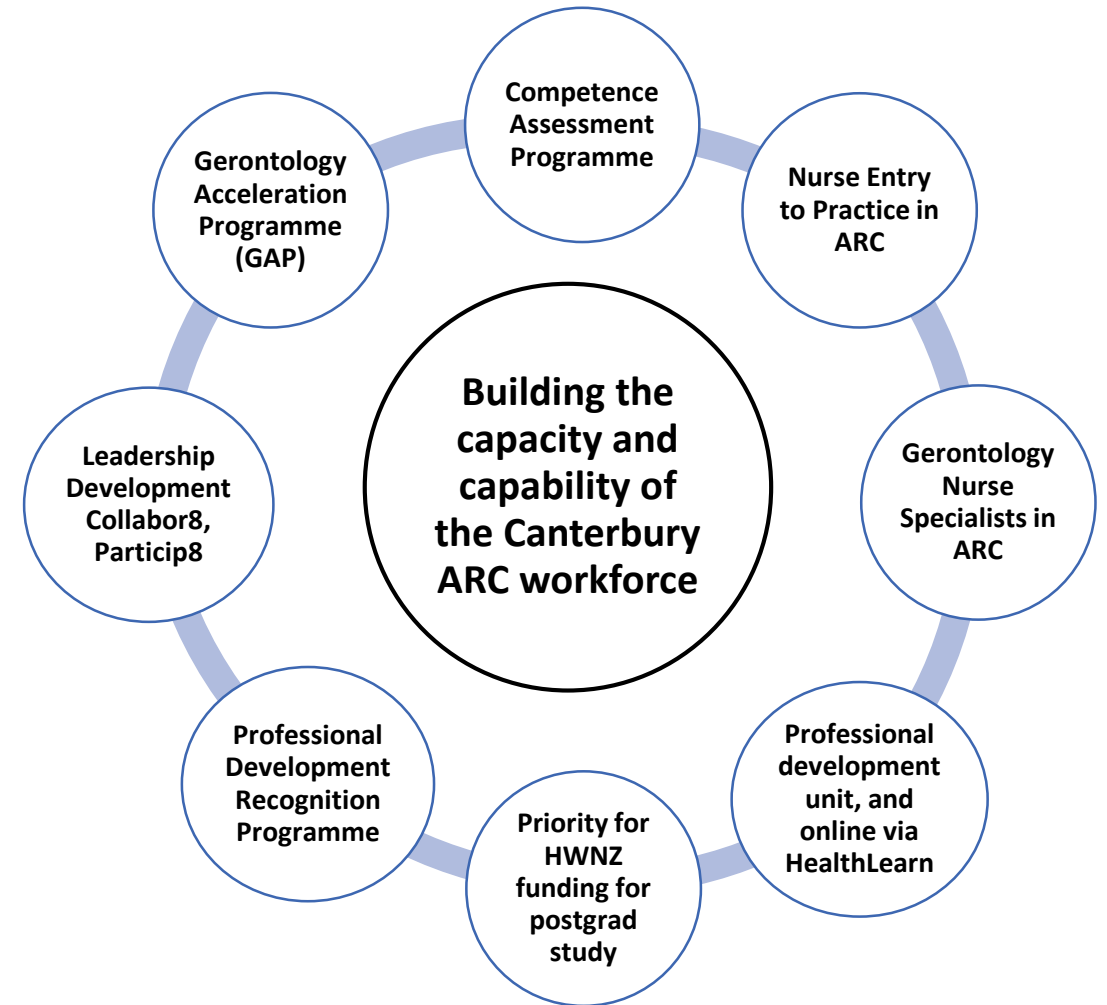 Competence
Assessment
Programme
Nurse Entry
to Practice in
ARC
Gerontology
Nurse
Specialists in
ARC
Professional
development
unit, and
online via
HealthLearn
Priority for
HWNZ
funding for
postgrad
study
Professional
Development
Recognition
Programme
Leadership
Development
Collabor8,
Particip8
Gerontology
Acceleration
Programme
(GAP)
Building the
capacity and
capability of
the Canterbury
ARC workforce